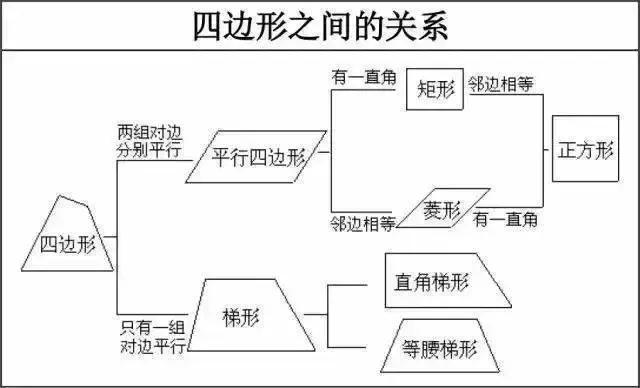 四边形之间的关系
有一直角
矩形
邻边相等
两组对边
分别平行
平行四边形
正方形
四边形
邻边相等
菱形
有一直角
只有一组
对边平行
梯形
直角梯形
等腰梯形